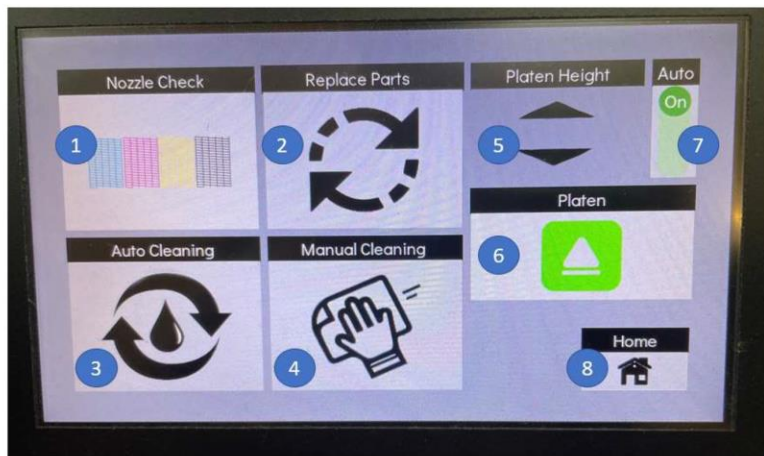 Nozzle Check
Replace Parts
Platen Height
Auto
On
1
2
5
7
Platen
6
Auto Cleaning
Manual Cleaning
3
4
Home
8